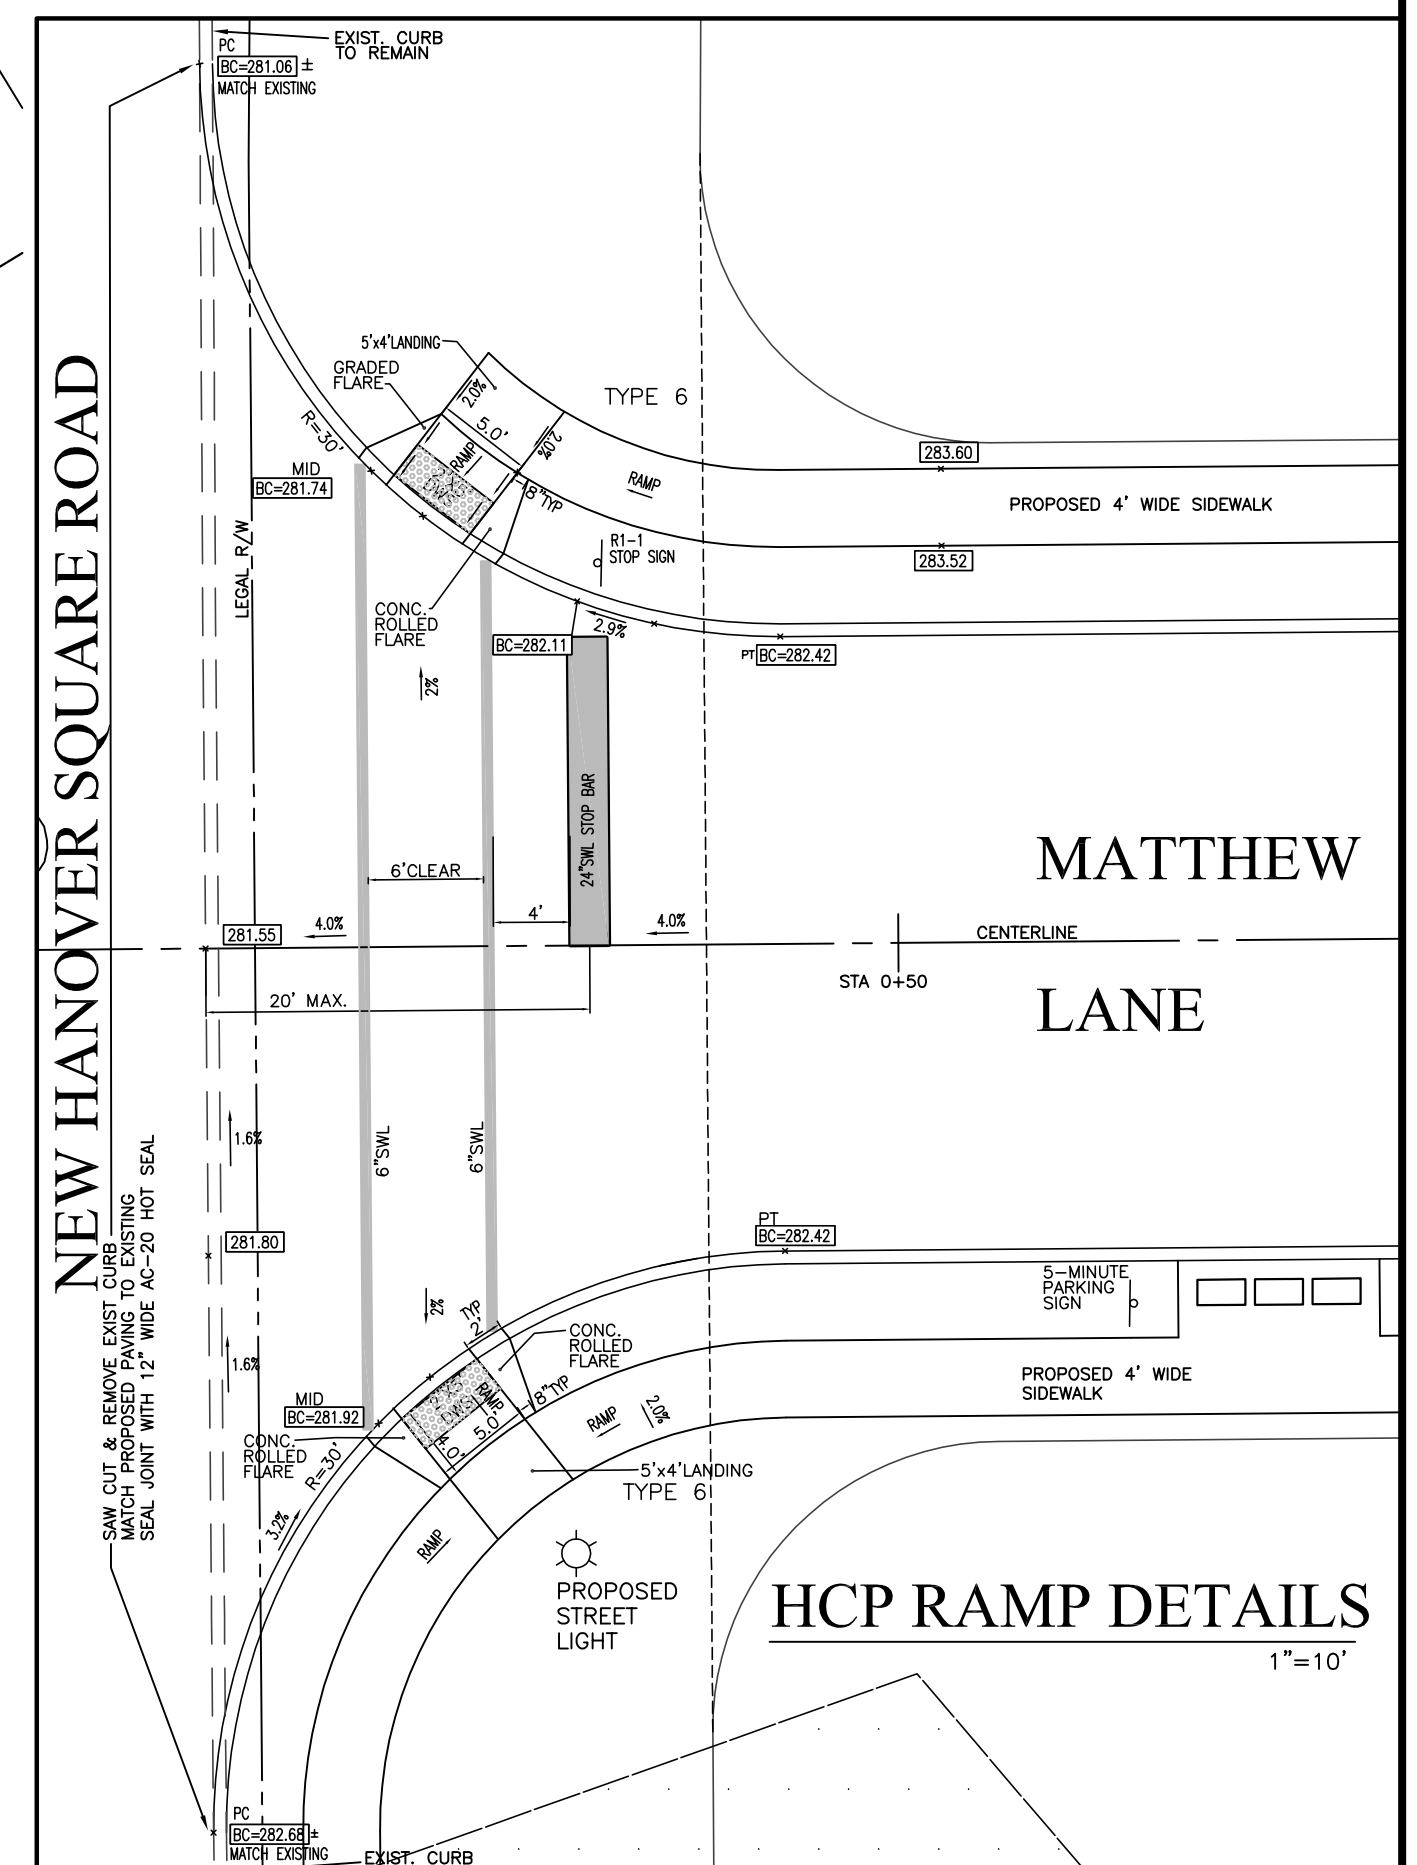 EXIST. CURB
TO REMAIN
PC
BC=281.06 ±
MATCH EXISTING
5'x4'LANDING
GRADED
FLARE
2.0%
5.0'
2.0%
TYPE 6
R=30'
RAMP
2 X5'
DWS
8"TYP
RAMP
MID
BC=281.74
283.60
PROPOSED 4' WIDE SIDEWALK
283.52
LEGAL R/W
R1-1
STOP SIGN
CONC.
ROLLED
FLARE
2.9%
BC=282.11
PT BC=282.42
2%
NEW HANOVER SQUARE ROAD
24"SWL STOP BAR
MATTHEW
LANE
6'CLEAR
4'
281.55
4.0%
4.0%
CENTERLINE
STA 0+50
20' MAX.
6"SWL
6"SWL
1.6%
281.80
1.6%
SAW CUT & REMOVE EXIST CURB
MATCH PROPOSED PAVING TO EXISTING
SEAL JOINT WITH 12" WIDE AC-20 HOT SEAL
2%
TYP
2'
PT
BC=282.42
5-MINUTE
PARKING
SIGN
CONC.
ROLLED
FLARE
PROPOSED 4' WIDE
SIDEWALK
MID
BC=281.92
2 X5'
DWS
RAMP
8"TYP
4.0'
5.0'
RAMP
2.0%
CONC.
ROLLED
FLARE
R=30'
5'x4'LANDING
TYPE 6
3.2%
RAMP
PROPOSED
STREET
LIGHT
HCP RAMP DETAILS
1"=10'
PC
BC=282.68 ±
MATCH EXISTING
EXIST. CURB